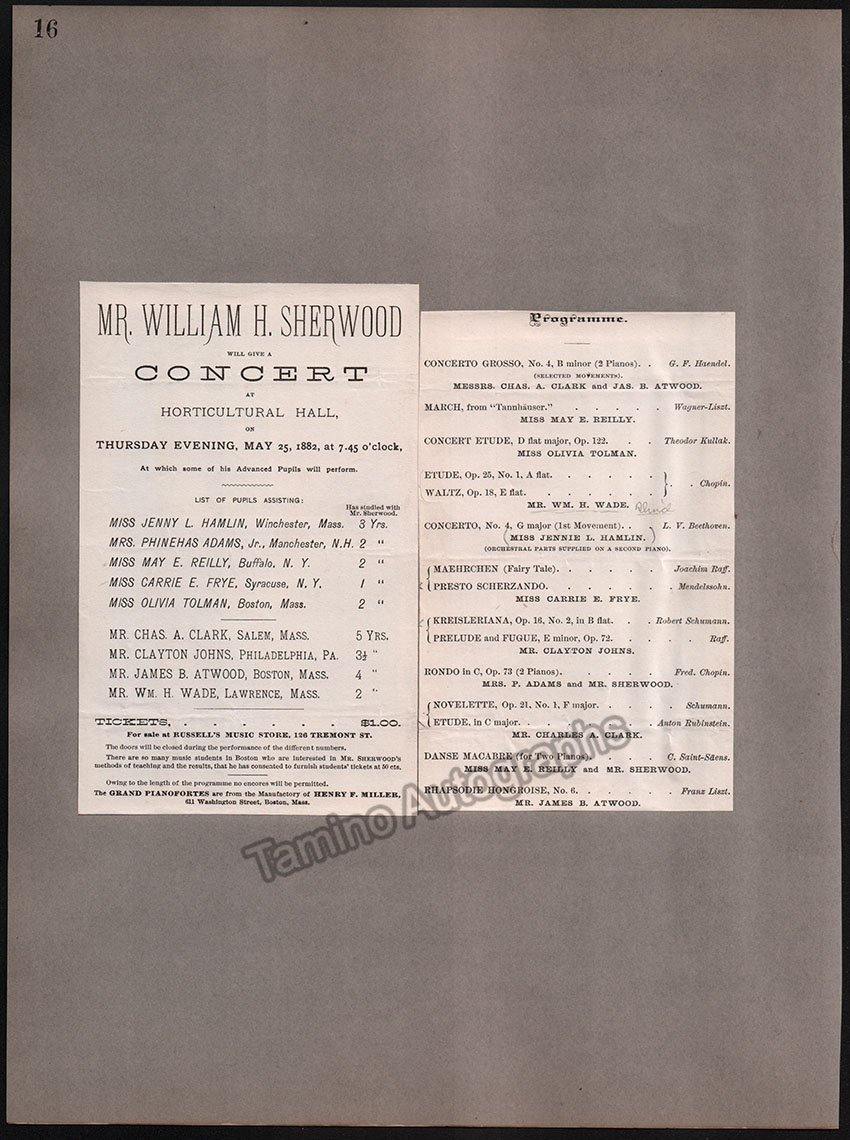 16
MR. WILLIAM H. SHERWOOD
WILL GIVE A
CONCERT
AT
HORTICULTURAL HALL,
ON
THURSDAY EVENING, MAY 25, 1882, at 7.45 o'clock,
At which some of his Advanced Pupils will perform.
LIST OF PUPILS ASSISTING:
Has studied with
Mr. Sherwood.
MISS JENNY L. HAMLIN, Winchester, Mass. 3 Yrs.
MRS. PHINEHAS ADAMS, Jr., Manchester, N.H. 2 "
MISS MAY E. REILLY, Buffalo, N. Y. 2 "
MISS CARRIE E. FRYE, Syracuse, N. Y. 1 "
MISS OLIVIA TOLMAN, Boston, Mass. 2 "
MR. CHAS. A. CLARK, SALEM, MASS. 5 YRS.
MR. CLAYTON JOHNS, PHILADELPHIA, PA. 3½ "
MR. JAMES B. ATWOOD, BOSTON, MASS. 4 "
MR. WM. H. WADE, LAWRENCE, MASS. 2 "
TICKETS, . . . . . . $1.00.
For sale at RUSSELL'S MUSIC STORE, 126 TREMONT ST.
The doors will be closed during the performance of the different numbers.
There are so many music students in Boston who are interested in MR. SHERWOOD'S
methods of teaching and the results, that he has consented to furnish students' tickets at 50 cts.
Owing to the length of the programme no encores will be permitted.
The GRAND PIANOFORTES are from the Manufactory of HENRY F. MILLER,
611 Washington Street, Boston, Mass.
Programme.
CONCERTO GROSSO, No. 4, B minor (2 Pianos). . G. F. Haendel.
(SELECTED MOVEMENTS).
MESSRS. CHAS. A. CLARK and JAS. B. ATWOOD.
MARCH, from "Tannhäuser." . . . . . Wagner-Liszt.
MISS MAY E. REILLY.
CONCERT ETUDE, D flat major, Op. 122. . . Theodor Kullak.
MISS OLIVIA TOLMAN.
ETUDE, Op. 25, No. 1, A flat. . . . . .
WALTZ, Op. 18, E flat. . . . . . . } . . Chopin.
MR. WM. H. WADE. Blind
CONCERTO, No. 4, G major (1st Movement). . . L. V. Beethoven.
(MISS JENNIE L. HAMLIN.)
(ORCHESTRAL PARTS SUPPLIED ON A SECOND PIANO).
{ MAEHRCHEN (Fairy Tale). . . . . . Joachim Raff.
{ PRESTO SCHERZANDO. . . . . . . Mendelssohn.
MISS CARRIE E. FRYE.
{ KREISLERIANA, Op. 16, No. 2, in B flat. . . Robert Schumann.
{ PRELUDE and FUGUE, E minor, Op. 72. . . . . Raff.
MR. CLAYTON JOHNS.
RONDO in C, Op. 73 (2 Pianos). . . . . Fred. Chopin.
MRS. P. ADAMS and MR. SHERWOOD.
{ NOVELETTE, Op. 21, No. 1, F major. . . . Schumann.
{ ETUDE, in C major. . . . . . . Anton Rubinstein.
MR. CHARLES A. CLARK.
DANSE MACABRE (for Two Pianos). . . . C. Saint-Säens.
MISS MAY E. REILLY and MR. SHERWOOD.
RHAPSODIE HONGROISE, No. 6. . . . . Franz Liszt.
MR. JAMES B. ATWOOD.
Tamino Autographs